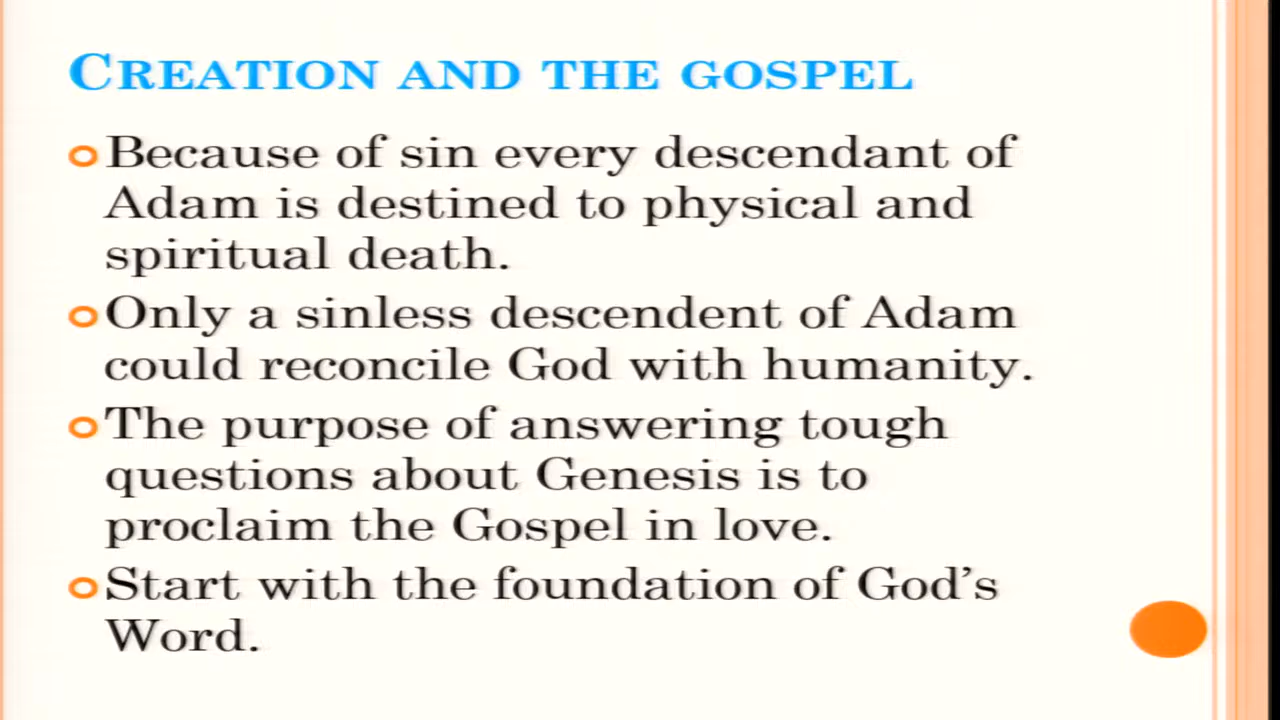 CREATION AND THE GOSPEL
Because of sin every descendant of
Adam is destined to physical and
spiritual death.
Only a sinless descendent of Adam
could reconcile God with humanity.
The purpose of answering tough
questions about Genesis is to
proclaim the Gospel in love.
Start with the foundation of God’s
Word.